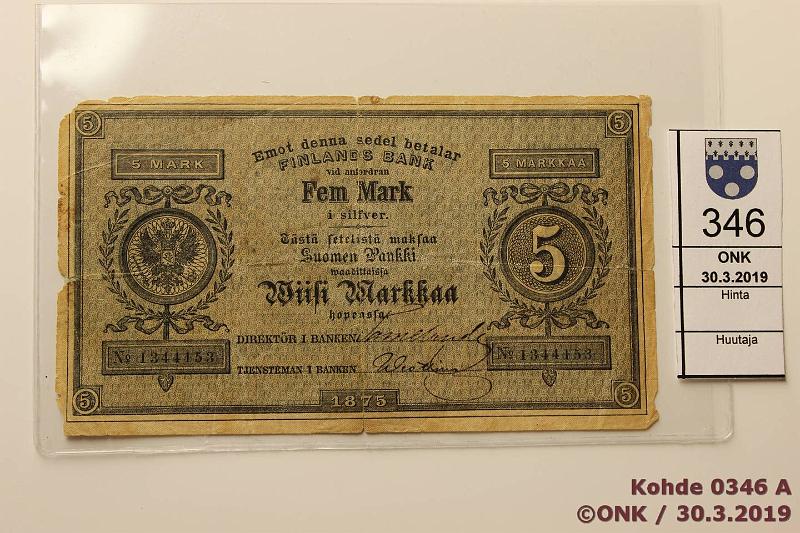 5
5
Emot denna sedel betalar
FINLANDS BANK
vid anfordran
5 MARK
5 MARKKAA
Fem Mark
i silfver.
Tästä setelistä maksaa
Suomen Pankki
waadittaissa
Wiisi Markkaa
hopeassa
5
DIREKTÖR I BANKEN
No 1344153
No 1344153
TJENSTEMAN I BANKEN
5
1875
5
346
ONK
30.3.2019
Hinta
Huutaja
Kohde 0346 A
©ONK / 30.3.2019